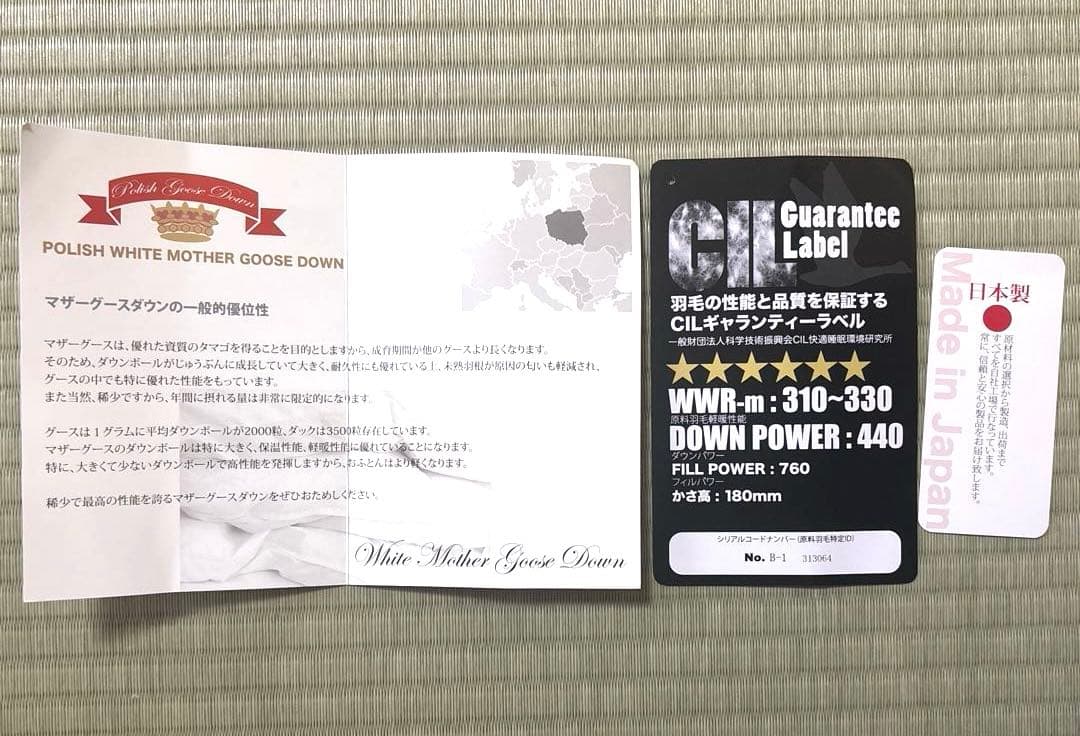 Polish Goose Down
POLISH WHITE MOTHER GOOSE DOWN
マザーグースダウンの一般的優位性
マザーグースは、優れた資質のタマゴを得ることを目的としますから、成育期間が他のグースより長くなります。
そのため、ダウンボールがじゅうぶんに成長していて大きく、耐久性にも優れている上、未熟羽根が原因の匂いも軽減され、
グースの中でも特に優れた性能をもっています。
また当然、稀少ですから、年間に摂れる量は非常に限定的になります。
グースは1グラムに平均ダウンボールが2000粒、ダックは3500粒存在しています。
マザーグースのダウンボールは特に大きく、保温性能、軽暖性能に優れていることになります。
特に、大きくて少ないダウンボールで高性能を発揮しますから、おふとんはより軽くなります。
稀少で最高の性能を誇るマザーグースダウンをぜひおためしください。
White Mother Goose Down
CIL Guarantee
Label
羽毛の性能と品質を保証する
CILギャランティーラベル
一般財団法人科学技術振興会CIL快適睡眠環境研究所
★★★★★★
WWR-m : 310~330
原料羽毛軽暖性能
DOWN POWER : 440
ダウンパワー
FILL POWER : 760
フィルパワー
かさ高 : 180mm
シリアルコードナンバー(原料羽毛特定ID)
No. B-1 313064
Made in Japan
日本製
原材料の選択から製造、出荷まで
すべてを自社工場で行なっています。
常に、信頼と安心の製品をお届け致します。